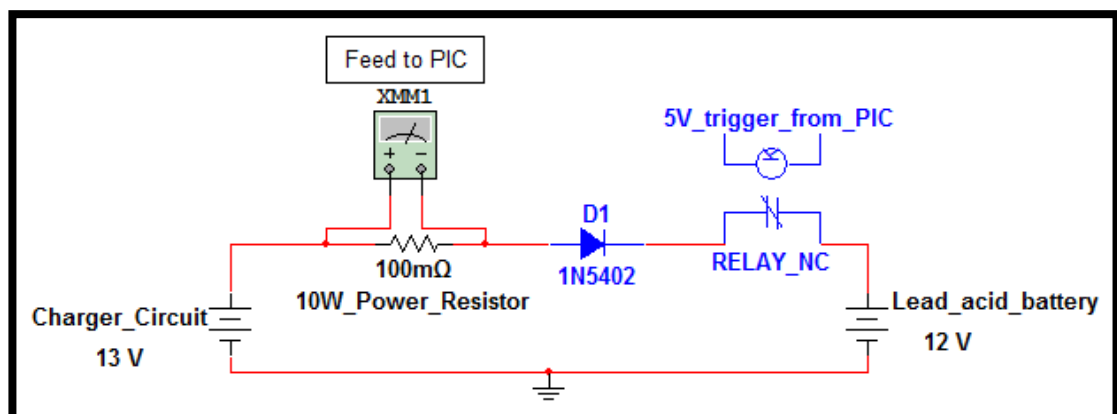 Feed to PIC
XMM1
+ −
5V_trigger_from_PIC
K
D1
1N5402
RELAY_NC
100mΩ
10W_Power_Resistor
Charger_Circuit
13 V
Lead_acid_battery
12 V